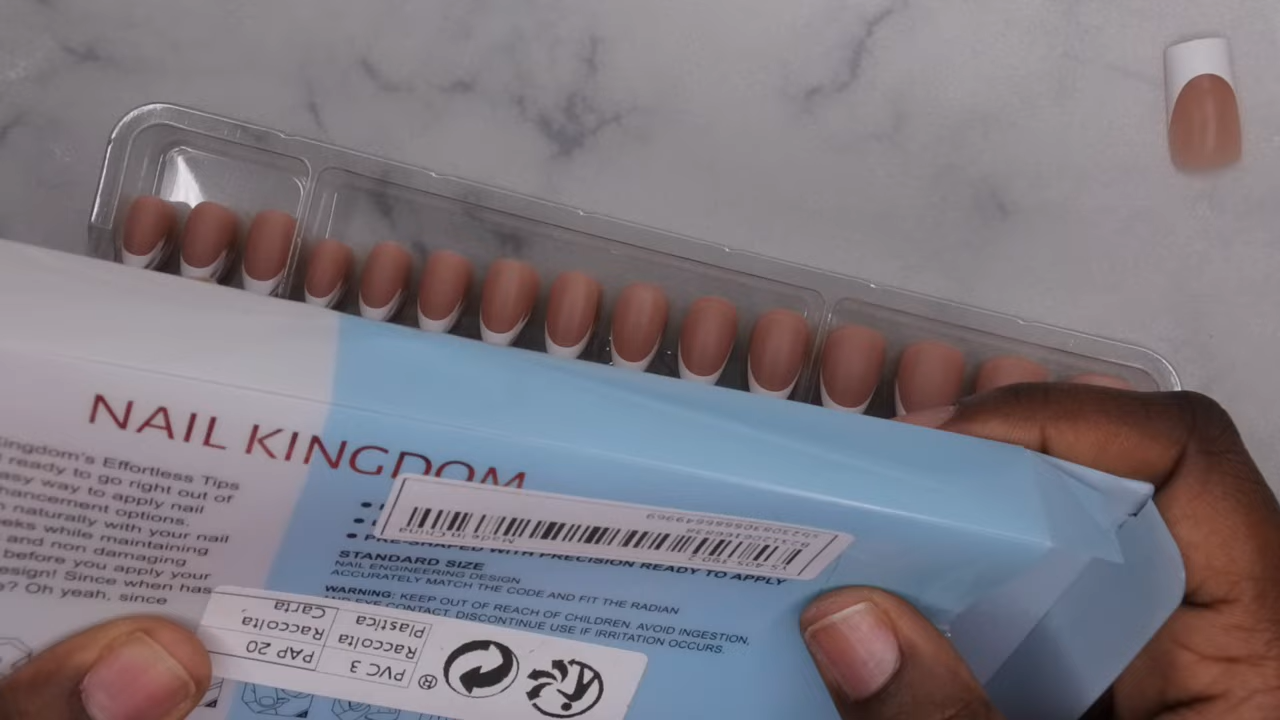 NAIL KINGDOM
ingdom's Effortless Tips
ready to go right out of
asy way to apply nail
hancement options.
naturally with your nail
eks while maintaining
and non damaging
before you apply your
esign! Since when has
? Oh yeah, since
Made in China
SHAPED WITH PRECISION READY TO APPLY
STANDARD SIZE
NAIL ENGINEERING DESIGN
ACCURATELY MATCH THE CODE AND FIT THE RADIAN
WARNING: KEEP OUT OF REACH OF CHILDREN. AVOID INGESTION,
AND EYE CONTACT. DISCONTINUE USE IF IRRITATION OCCURS.
PVC 3
Raccolta
Plastica
PAP 20
Raccolta
Carta
®